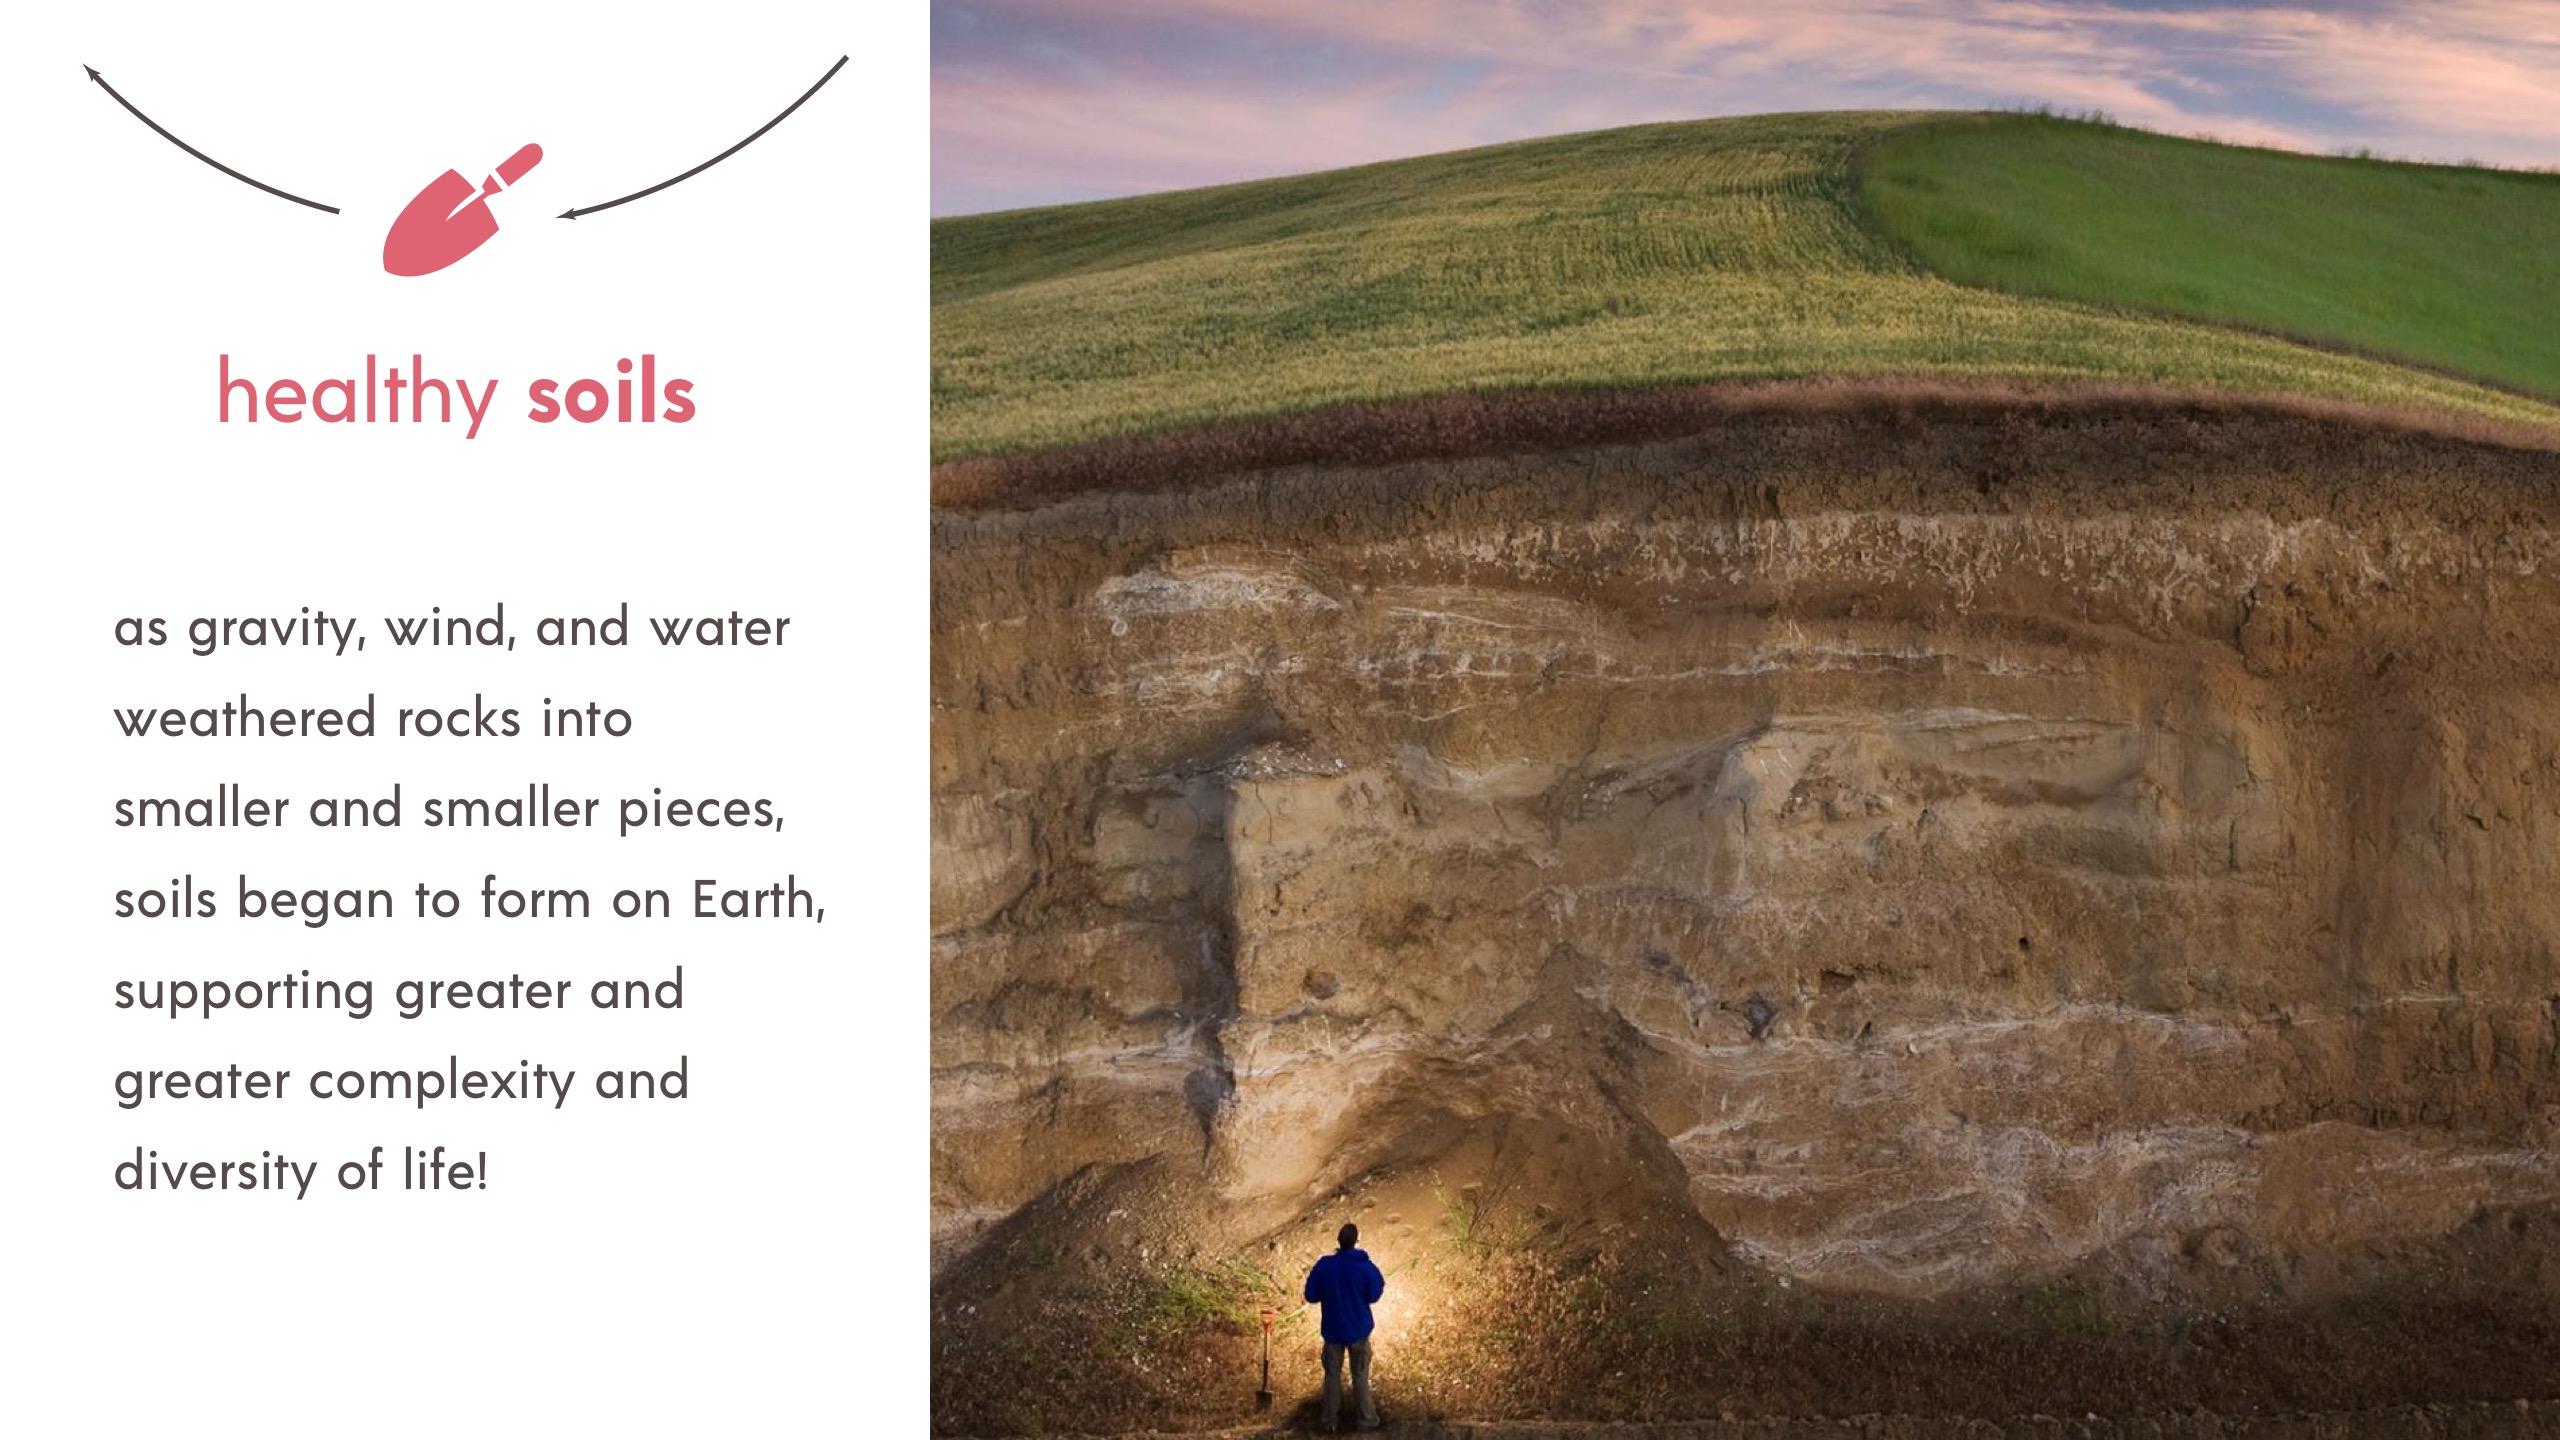 healthy soils
as gravity, wind, and water
weathered rocks into
smaller and smaller pieces,
soils began to form on Earth,
supporting greater and
greater complexity and
diversity of life!